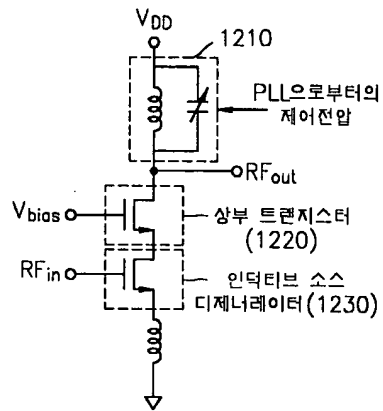 VDD
1210
PLL으로부터의
제어전압
RFout
Vbias
상부 트랜지스터
(1220)
RFin
인덕티브 소스
디제너레이터(1230)